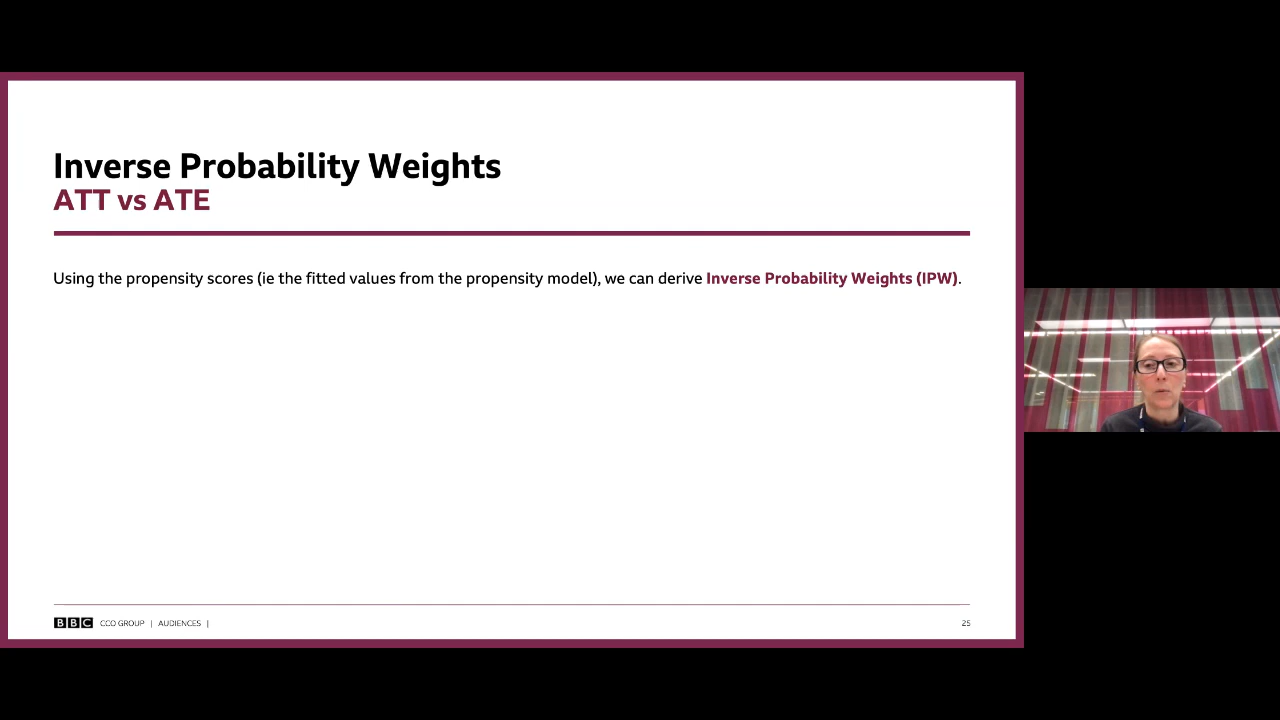 Inverse Probability Weights
ATT vs ATE
Using the propensity scores (ie the fitted values from the propensity model), we can derive Inverse Probability Weights (IPW).
BBC CCO GROUP | AUDIENCES |
25